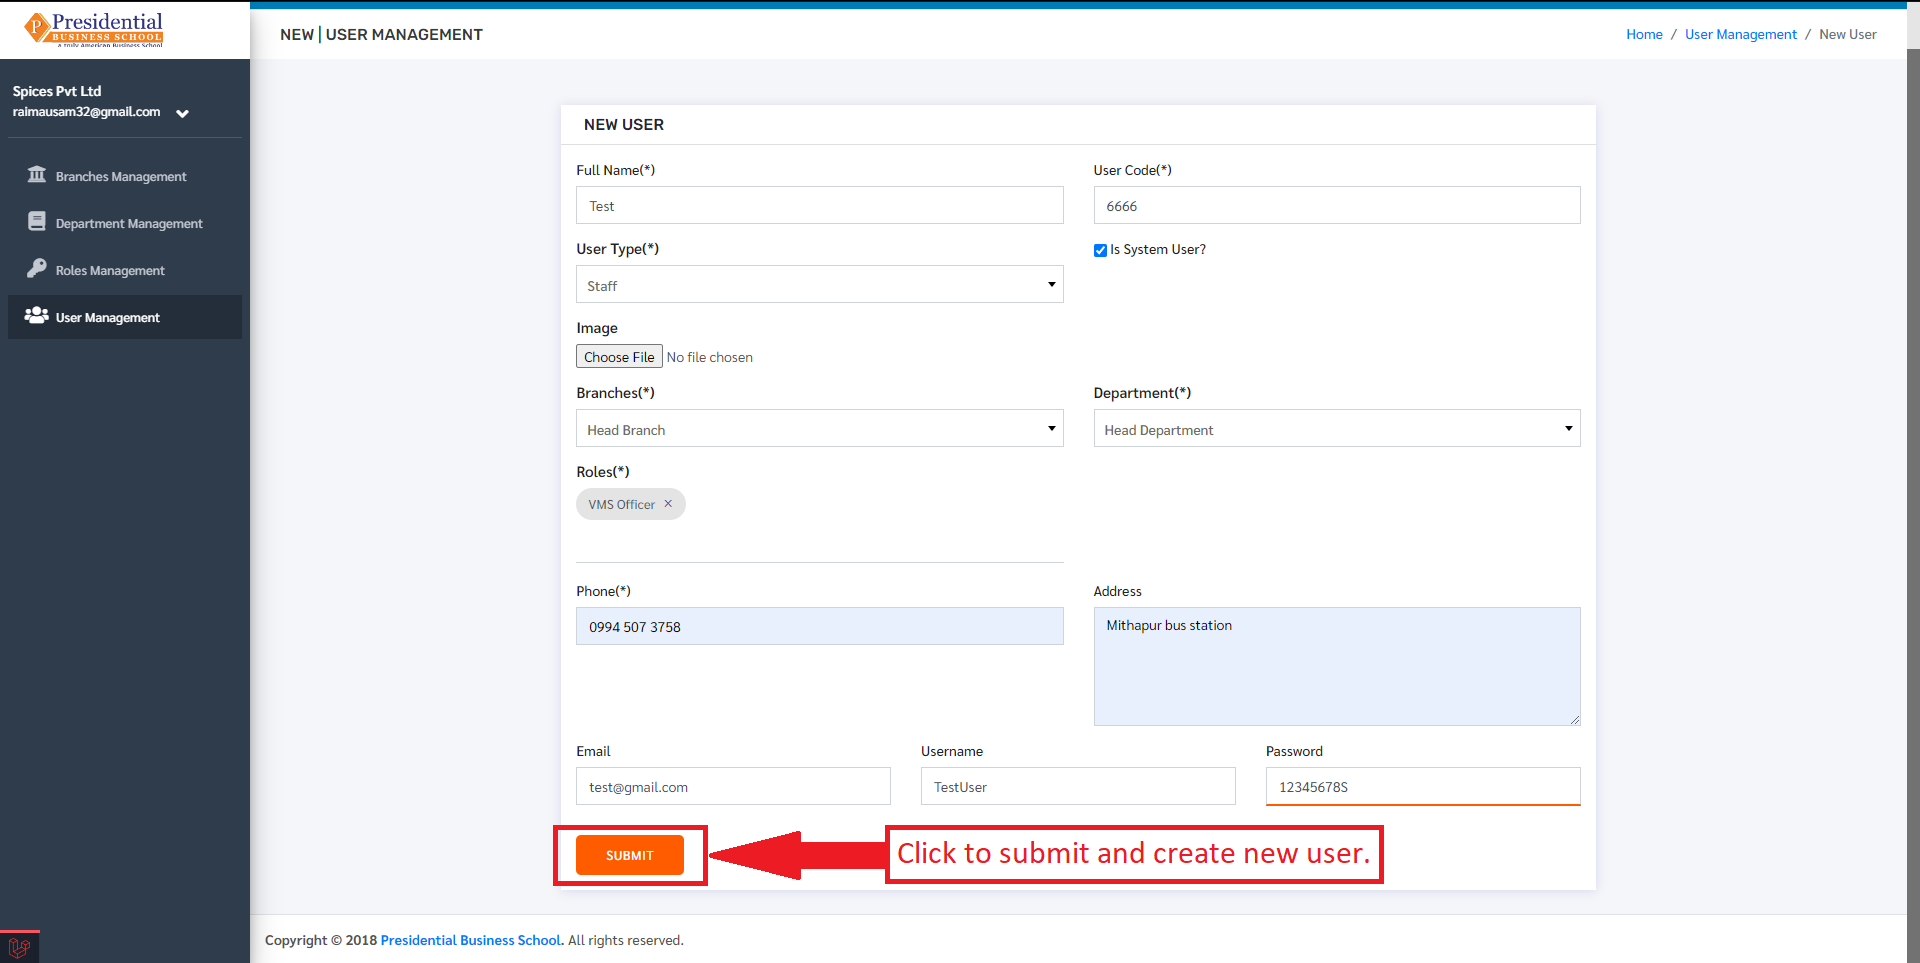 Presidential
BUSINESS SCHOOL
a truly American Business School
NEW | USER MANAGEMENT
Home / User Management / New User
Spices Pvt Ltd
raimausam32@gmail.com
Branches Management
Department Management
Roles Management
User Management
NEW USER
Full Name(*)
User Code(*)
Test
6666
User Type(*)
Is System User?
Staff
Image
Choose File No file chosen
Branches(*)
Department(*)
Head Branch
Head Department
Roles(*)
VMS Officer ×
Phone(*)
Address
0994 507 3758
Mithapur bus station
Email
Username
Password
test@gmail.com
TestUser
12345678S
SUBMIT
Click to submit and create new user.
Copyright © 2018 Presidential Business School. All rights reserved.